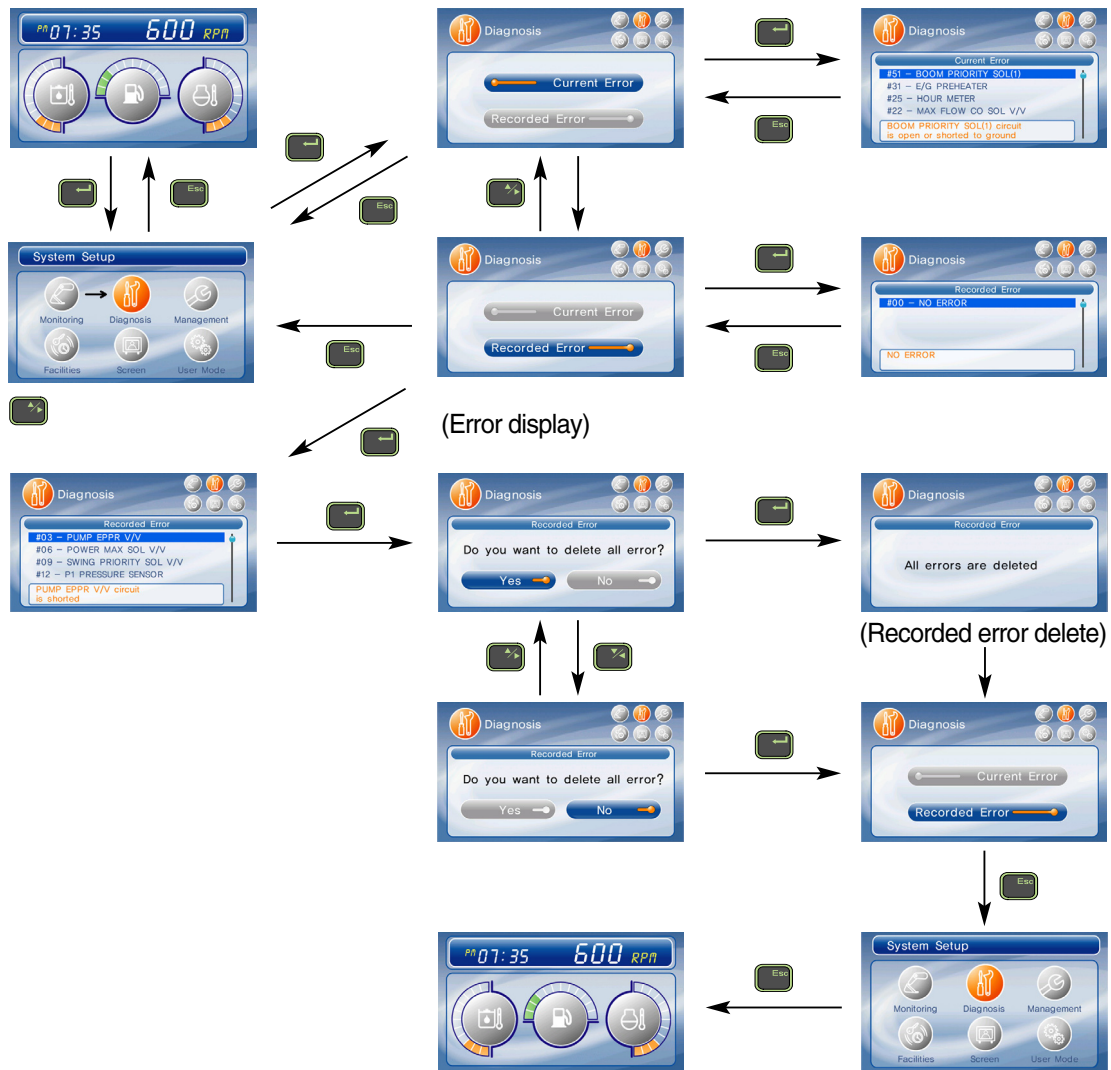 PM 07:35 600 RPM
Esc
System Setup
Monitoring
Diagnosis
Management
Facilities
Screen
User Mode
Esc
Diagnosis
Current Error
Recorded Error
Esc
Diagnosis
Current Error
#51 - BOOM PRIORITY SOL(1)
#31 - E/G PREHEATER
#25 - HOUR METER
#22 - MAX FLOW CO SOL V/V
BOOM PRIORITY SOL(1) circuit
is open or shorted to ground
Diagnosis
Current Error
Recorded Error
Esc
Esc
Diagnosis
Recorded Error
#00 - NO ERROR
NO ERROR
(Error display)
Diagnosis
Recorded Error
#03 - PUMP EPPR V/V
#06 - POWER MAX SOL V/V
#09 - SWING PRIORITY SOL V/V
#12 - P1 PRESSURE SENSOR
PUMP EPPR V/V circuit
is shorted
Diagnosis
Recorded Error
Do you want to delete all error?
Yes
No
Diagnosis
Recorded Error
All errors are deleted
(Recorded error delete)
Diagnosis
Recorded Error
Do you want to delete all error?
Yes
No
Diagnosis
Current Error
Recorded Error
Esc
PM 07:35 600 RPM
Esc
System Setup
Monitoring
Diagnosis
Management
Facilities
Screen
User Mode